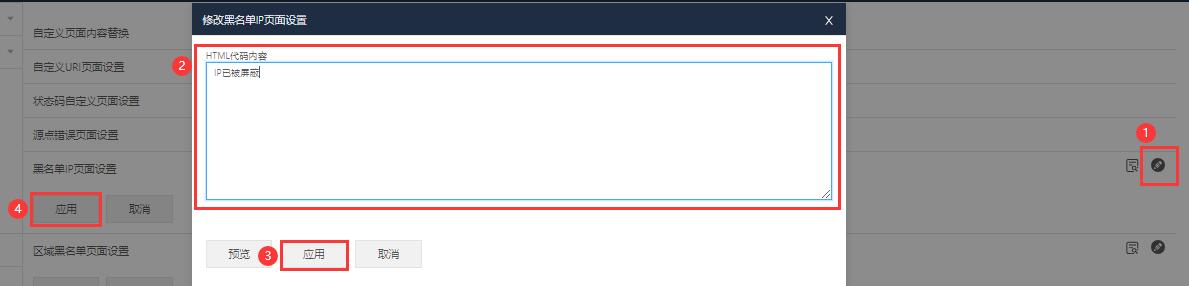 修改黑名单IP页面设置
X
自定义页面内容替换
HTML代码内容
2
IP已被屏蔽
自定义URI页面设置
状态码自定义页面设置
源点错误页面设置
1
黑名单IP页面设置
4
应用
取消
预览
3
应用
取消
区域黑名单页面设置